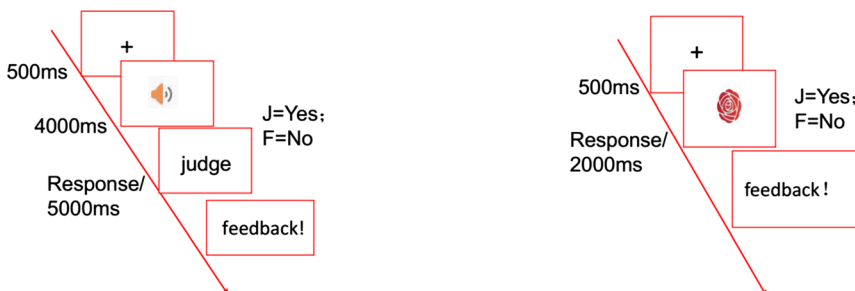 +
500ms
4000ms
J=Yes；
F=No
judge
Response/
5000ms
feedback!
+
500ms
J=Yes；
F=No
Response/
2000ms
feedback！